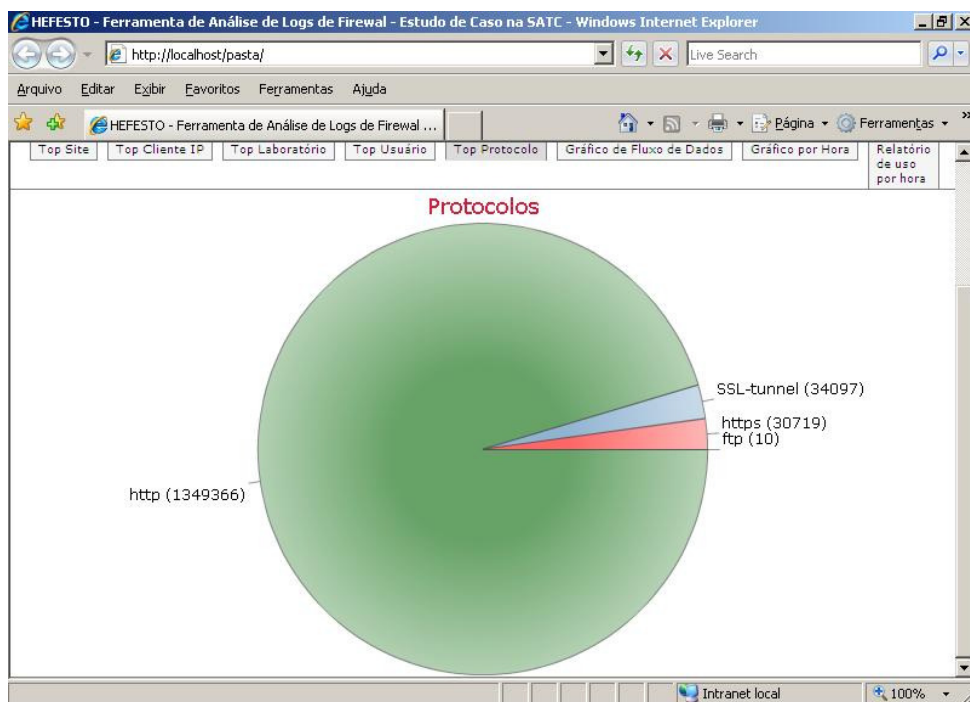 HEFESTO - Ferramenta de Análise de Logs de Firewal - Estudo de Caso na SATC - Windows Internet Explorer
http://localhost/pasta/
Live Search
Arquivo Editar Exibir Favoritos Ferramentas Ajuda
HEFESTO - Ferramenta de Análise de Logs de Firewal ...
Página Ferramentas »
Top Site Top Cliente IP Top Laboratório Top Usuário Top Protocolo Gráfico de Fluxo de Dados Gráfico por Hora Relatório
de uso
por hora
Protocolos
SSL-tunnel (34097)
https (30719)
ftp (10)
http (1349366)
Intranet local 100%